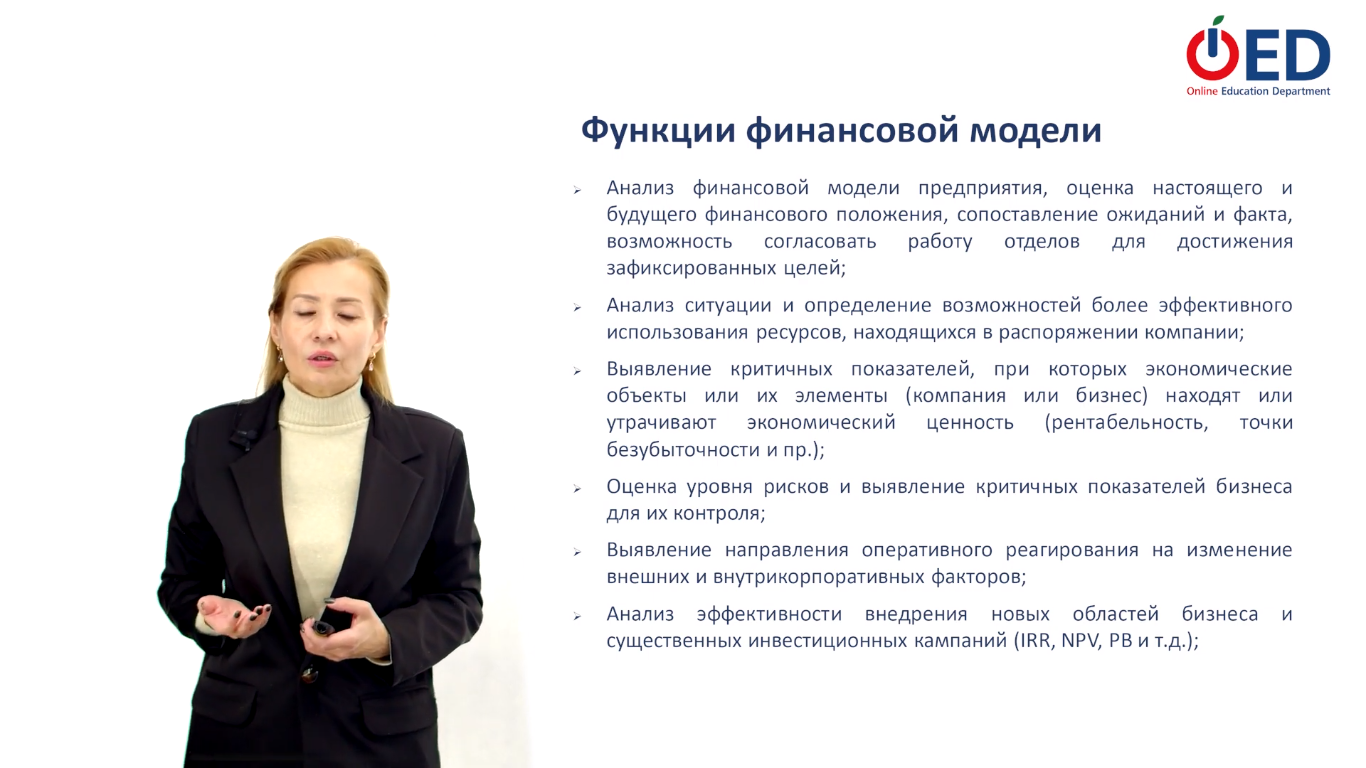 ED
Online Education Department
Функции финансовой модели
Анализ финансовой модели предприятия, оценка настоящего и
будущего финансового положения, сопоставление ожиданий и факта,
возможность согласовать работу отделов для достижения
зафиксированных целей;
Анализ ситуации и определение возможностей более эффективного
использования ресурсов, находящихся в распоряжении компании;
Выявление критичных показателей, при которых экономические
объекты или их элементы (компания или бизнес) находят или
утрачивают экономический ценность (рентабельность, точки
безубыточности и пр.);
Оценка уровня рисков и выявление критичных показателей бизнеса
для их контроля;
Выявление направления оперативного реагирования на изменение
внешних и внутрикорпоративных факторов;
Анализ эффективности внедрения новых областей бизнеса и
существенных инвестиционных кампаний (IRR, NPV, PB и т.д.);